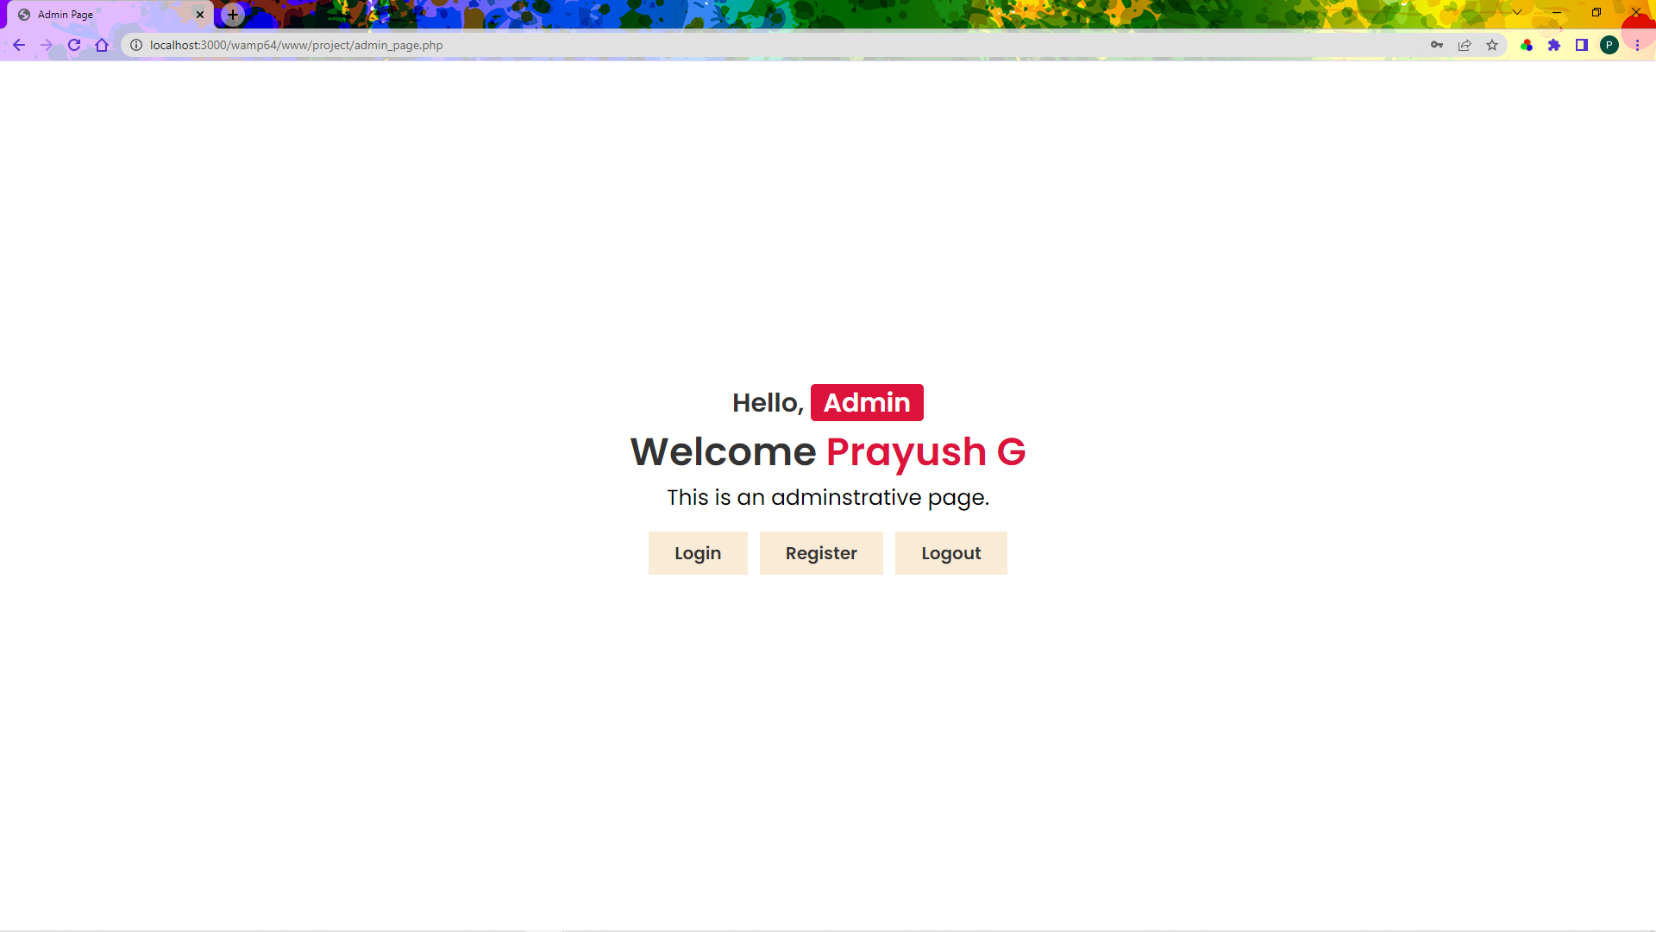 Admin Page
localhost:3000/wamp64/www/project/admin_page.php
P
Hello, Admin
Welcome Prayush G
This is an adminstrative page.
Login Register Logout